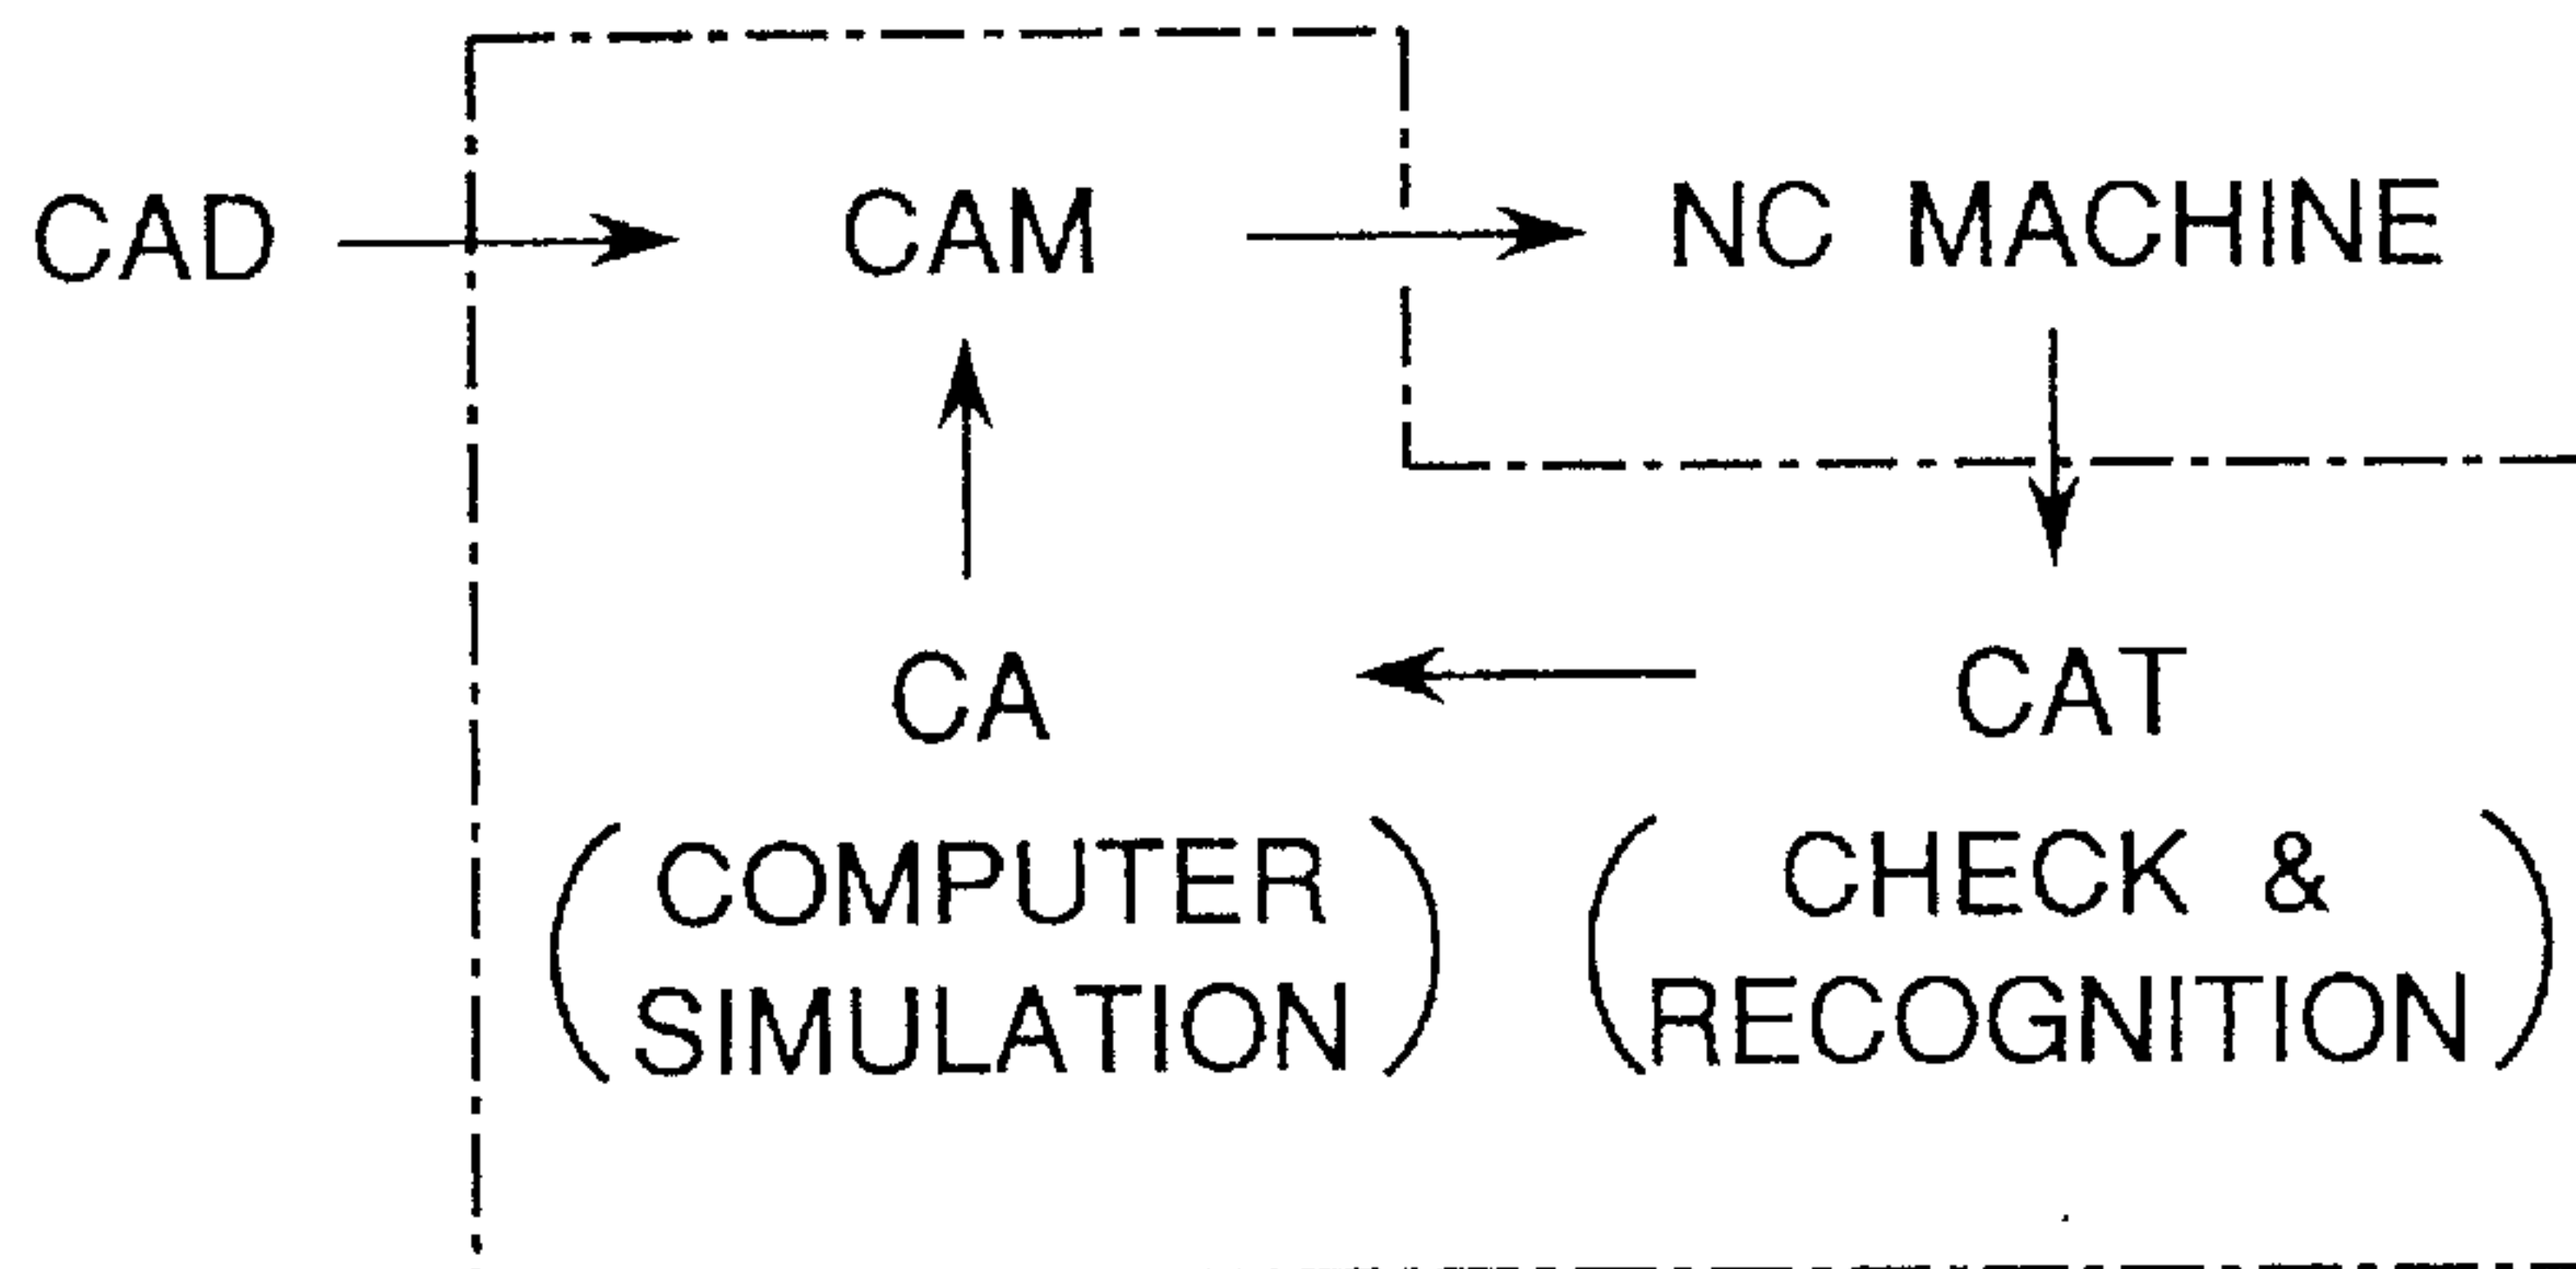 CAD
CAM
NC MACHINE
CA
CAT
COMPUTER
SIMULATION
CHECK &
RECOGNITION